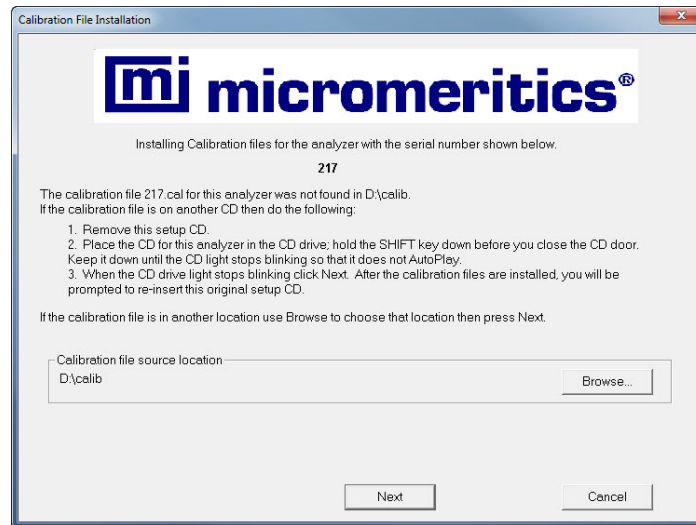 Calibration File Installation
x
mi micromeritics®
Installing Calibration files for the analyzer with the serial number shown below.
217
The calibration file 217.cal for this analyzer was not found in D:\calib.
If the calibration file is on another CD then do the following:
1. Remove this setup CD.
2. Place the CD for this analyzer in the CD drive; hold the SHIFT key down before you close the CD door.
Keep it down until the CD light stops blinking so that it does not AutoPlay.
3. When the CD drive light stops blinking click Next. After the calibration files are installed, you will be
prompted to re-insert this original setup CD.
If the calibration file is in another location use Browse to choose that location then press Next.
Calibration file source location
D:\calib
Browse...
Next
Cancel